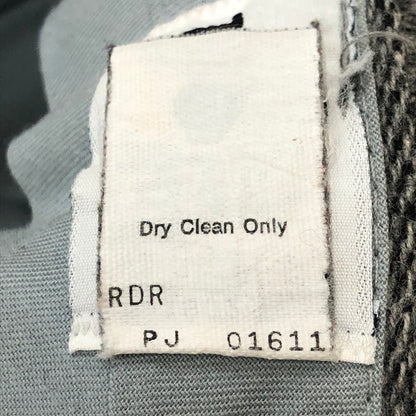 Dry Clean Only
RDR
PJ 01611